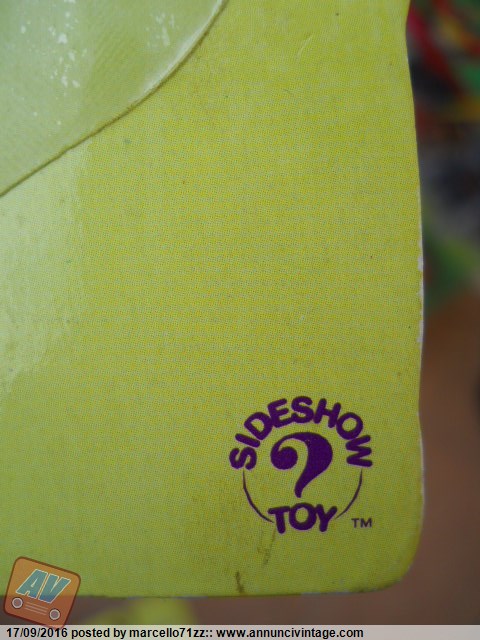 SIDESHOW
?
TOY ™
AV
17/09/2016 posted by marcello71zz:: www.annuncivintage.com